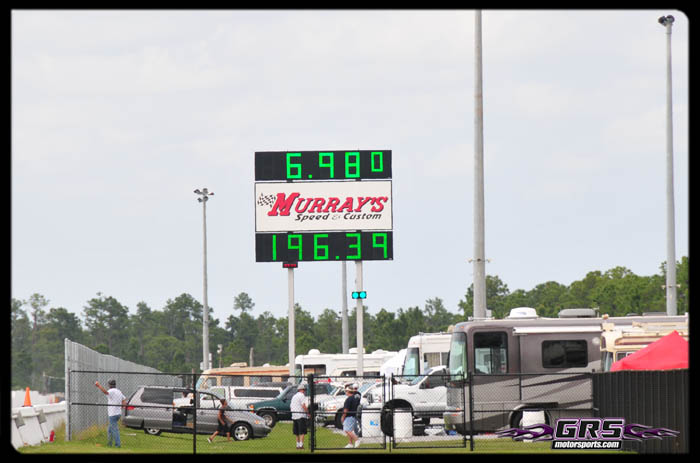 6.980
MURRAY'S
Speed & Custom
196.39
GRS
motorsports.com